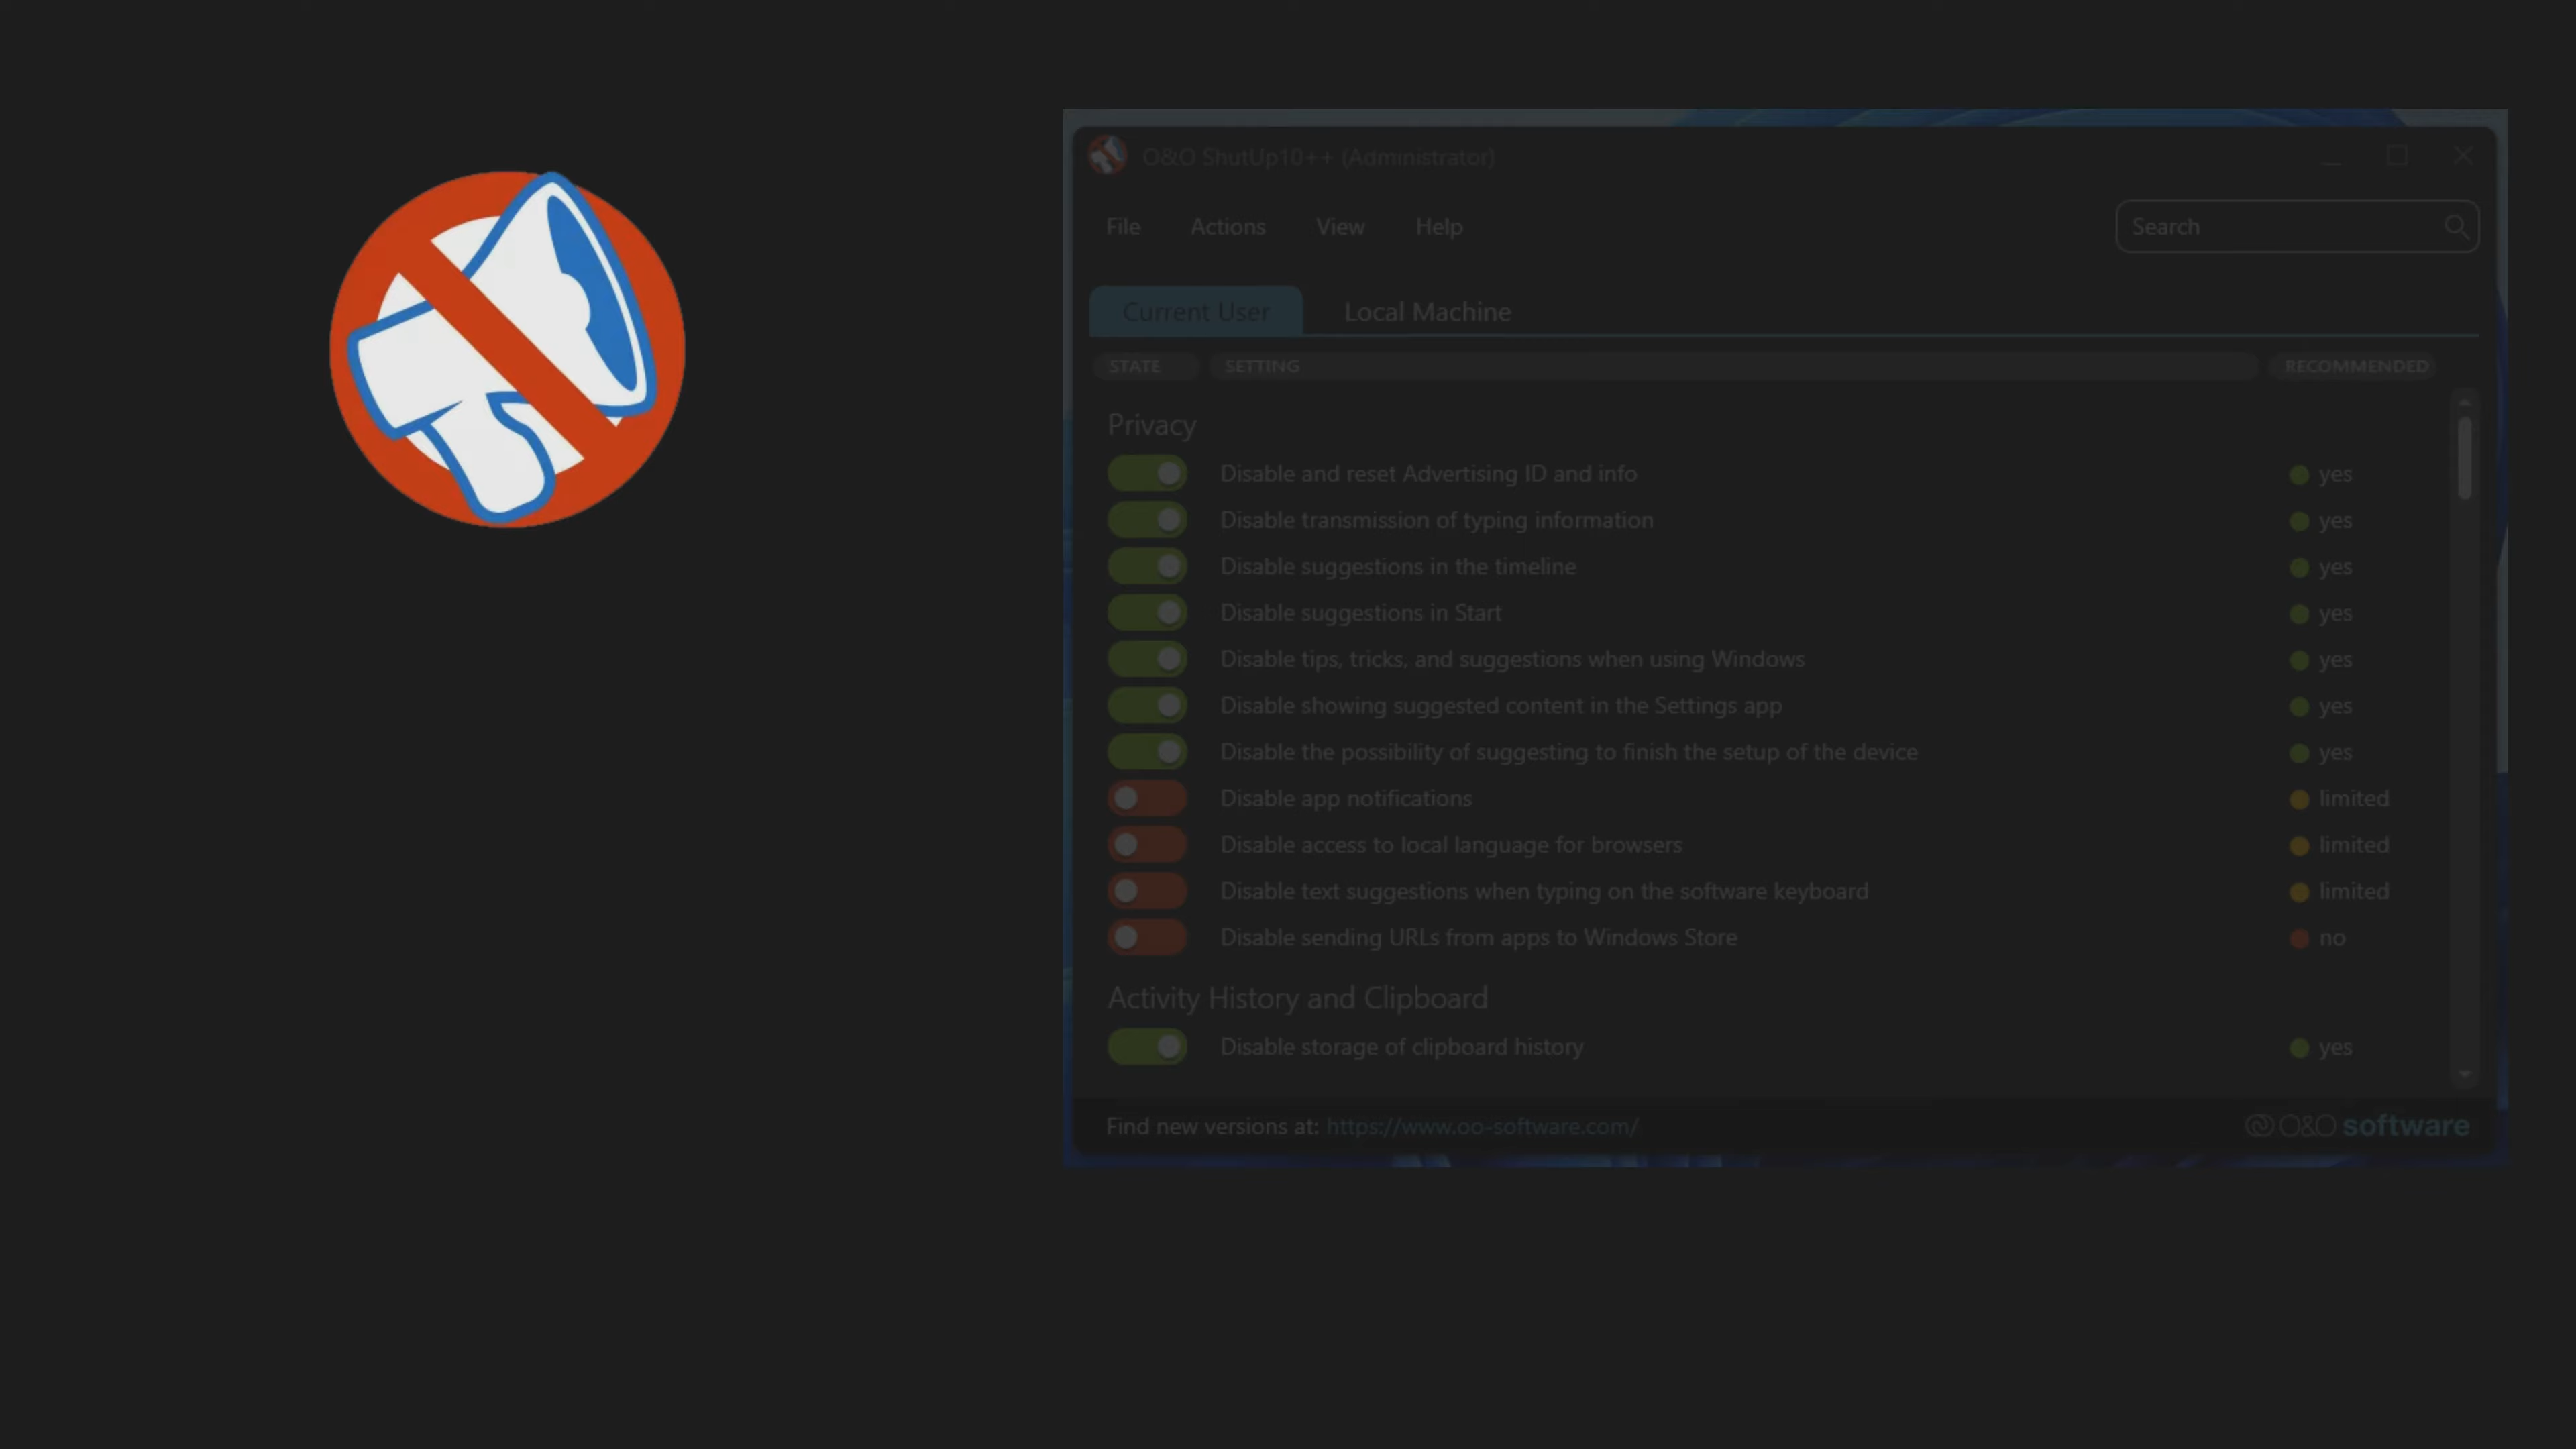 O&O ShutUp10++ (Administrator)
File Actions View Help
Search
Current User Local Machine
STATE SETTING RECOMMENDED
Privacy
Disable and reset Advertising ID and info yes
Disable transmission of typing information yes
Disable suggestions in the timeline yes
Disable suggestions in Start yes
Disable tips, tricks, and suggestions when using Windows yes
Disable showing suggested content in the Settings app yes
Disable the possibility of suggesting to finish the setup of the device yes
Disable app notifications limited
Disable access to local language for browsers limited
Disable text suggestions when typing on the software keyboard limited
Disable sending URLs from apps to Windows Store no
Activity History and Clipboard
Disable storage of clipboard history yes
Find new versions at: https://www.oo-software.com/ O&O software